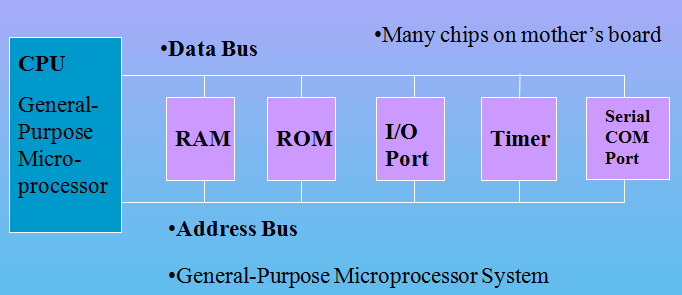 •Data Bus
•Many chips on mother's board
CPU
General-
Purpose
Micro-
processor
RAM
ROM
I/O
Port
Timer
Serial
COM
Port
•Address Bus
•General-Purpose Microprocessor System